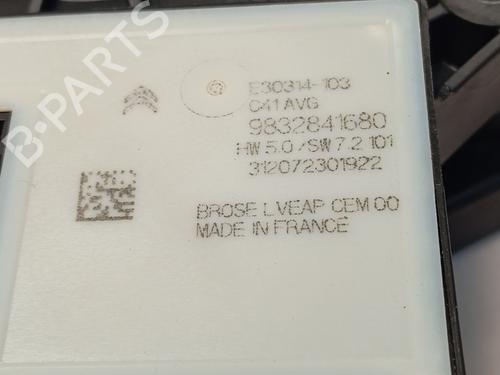 E30314-103
C41 AVG
9832841680
HW 5.0 / SW 7.2 101
312072301922
BROSE LVEAP CEM 00
MADE IN FRANCE
B-PARTS